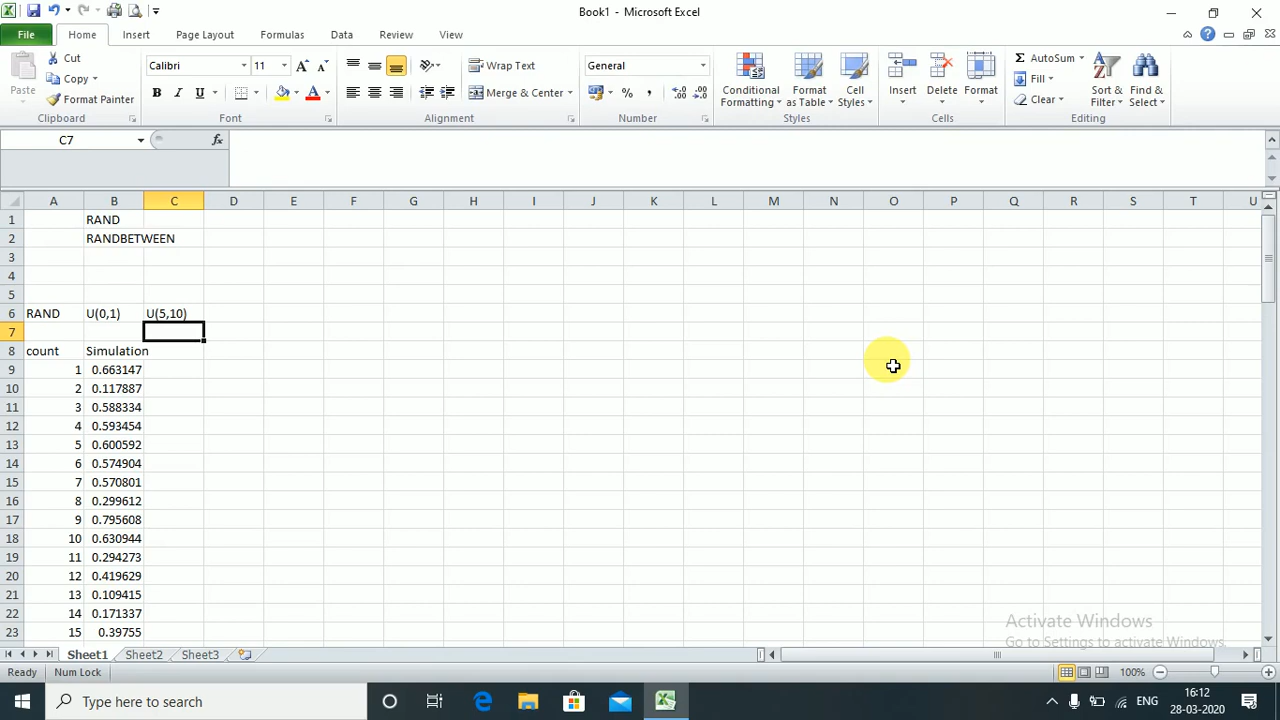 Book1 - Microsoft Excel
File Home Insert Page Layout Formulas Data Review View
Paste
Cut
Copy
Format Painter
Clipboard
Calibri 11
B I U
Font
Wrap Text
Merge & Center
Alignment
General
% , .0 .00 .00 .0
Number
Conditional Formatting
Format as Table
Cell Styles
Styles
Insert
Delete
Format
Cells
Σ AutoSum
Fill
Clear
Sort & Filter
Find & Select
Editing
C7 fx
A B C D E F G H I J K L M N O P Q R S T U
1 RAND
2 RANDBETWEEN
3
4
5
6 RAND U(0,1) U(5,10)
7
8 count Simulation
9 1 0.663147
10 2 0.117887
11 3 0.588334
12 4 0.593454
13 5 0.600592
14 6 0.574904
15 7 0.570801
16 8 0.299612
17 9 0.795608
18 10 0.630944
19 11 0.294273
20 12 0.419629
21 13 0.109415
22 14 0.171337
23 15 0.39755
Activate Windows
Go to Settings to activate Windows.
Sheet1 Sheet2 Sheet3
Ready Num Lock 100%
Type here to search
ENG
16:12
28-03-2020